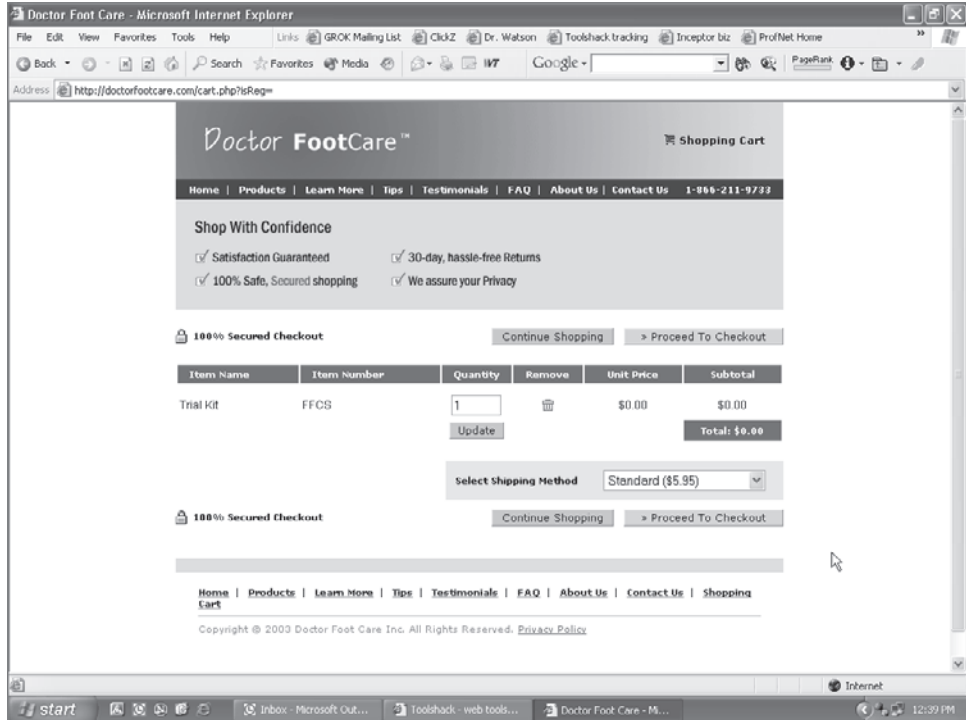 Doctor Foot Care - Microsoft Internet Explorer
File Edit View Favorites Tools Help Links GROK Mailing List ClickZ Dr. Watson Toolshack tracking Inceptor biz ProfNet Home »
Back Search Favorites Media Google PageRank
Address http://doctorfootcare.com/cart.php?isReg=
Doctor FootCare™
Shopping Cart
Home | Products | Learn More | Tips | Testimonials | FAQ | About Us | Contact Us 1-866-211-9733
Shop With Confidence
Satisfaction Guaranteed 30-day, hassle-free Returns
100% Safe, Secured shopping We assure your Privacy
100% Secured Checkout Continue Shopping » Proceed To Checkout
Item Name Item Number Quantity Remove Unit Price Subtotal
Trial Kit FFCS 1 $0.00 $0.00
Update Total: $0.00
Select Shipping Method Standard ($5.95)
100% Secured Checkout Continue Shopping » Proceed To Checkout
Home | Products | Learn More | Tips | Testimonials | FAQ | About Us | Contact Us | Shopping
Cart
Copyright © 2003 Doctor Foot Care Inc. All Rights Reserved. Privacy Policy
Internet
start Inbox - Microsoft Out... Toolshack - web tools... Doctor Foot Care - Mi... 12:39 PM